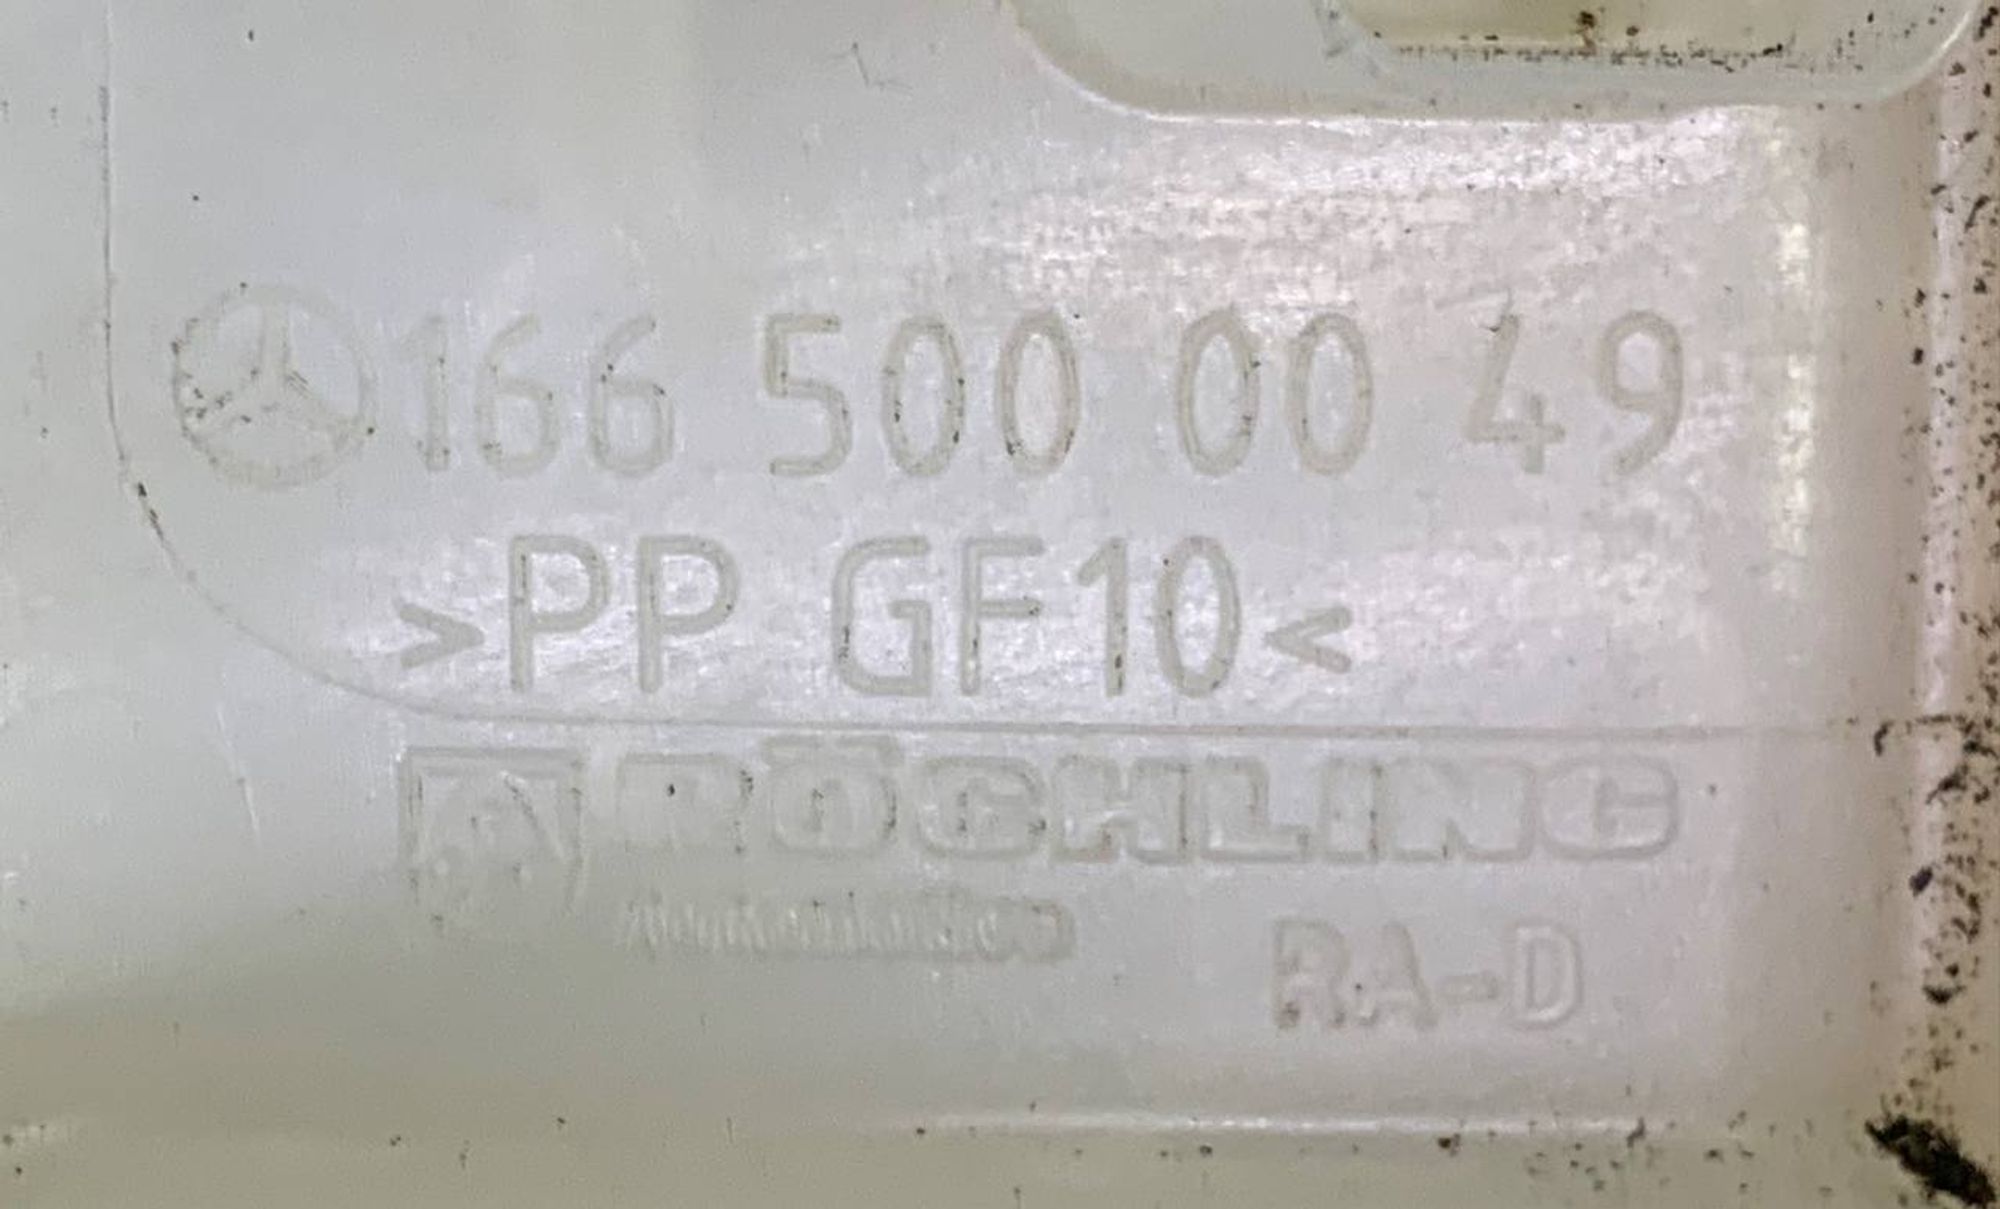 166 500 00 49
>PP GF10<
RÖCHLING
RA-D